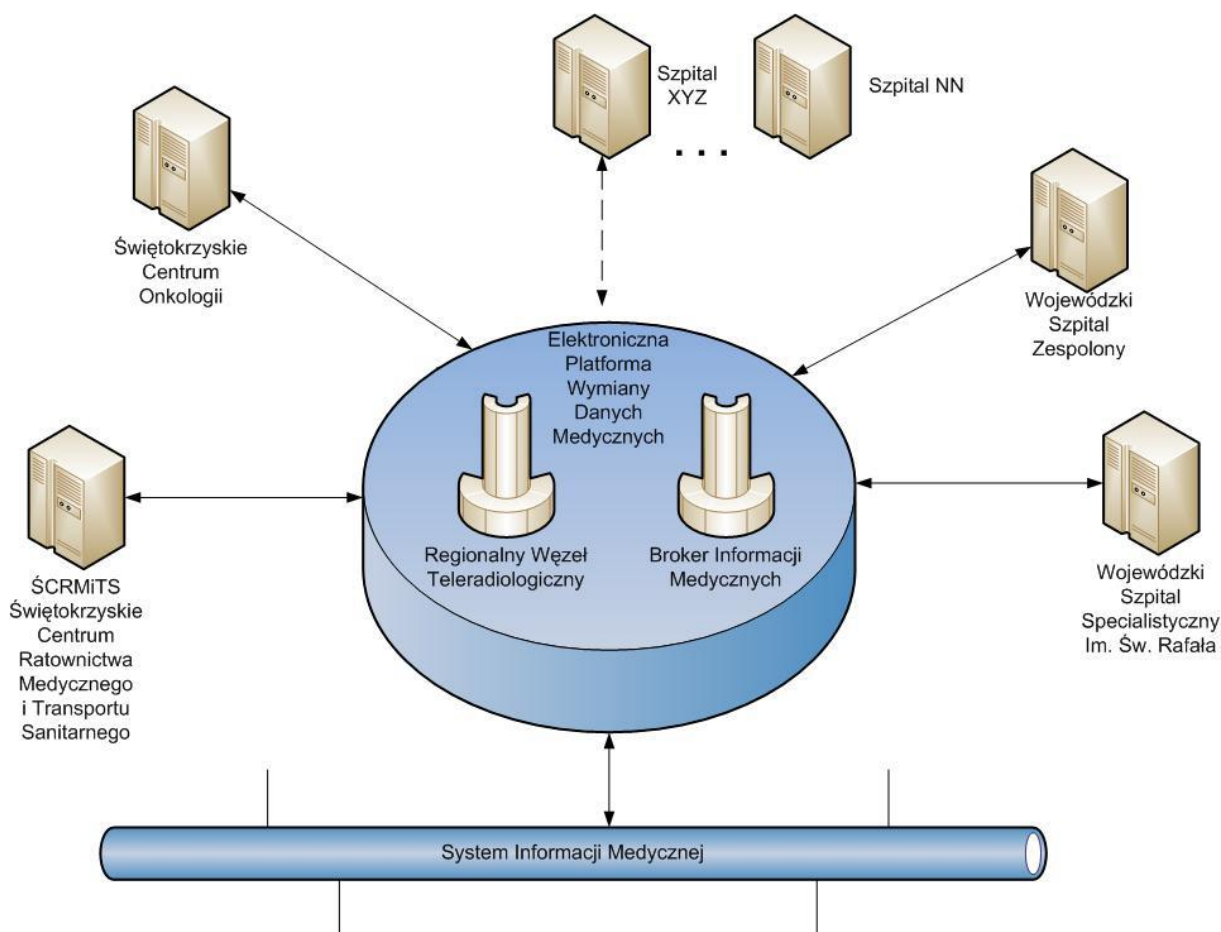 Szpital
XYZ
Szpital NN
. . .
Świętokrzyskie
Centrum
Onkologii
Wojewódzki
Szpital
Zespolony
Elektroniczna
Platforma
Wymiany
Danych
Medycznych
Regionalny Węzeł
Teleradiologiczny
Broker Informacji
Medycznych
ŚCRMiTS
Świętokrzyskie
Centrum
Ratownictwa
Medycznego
i Transportu
Sanitarnego
Wojewódzki
Szpital
Specialistyczny
Im. Św. Rafała
System Informacji Medycznej